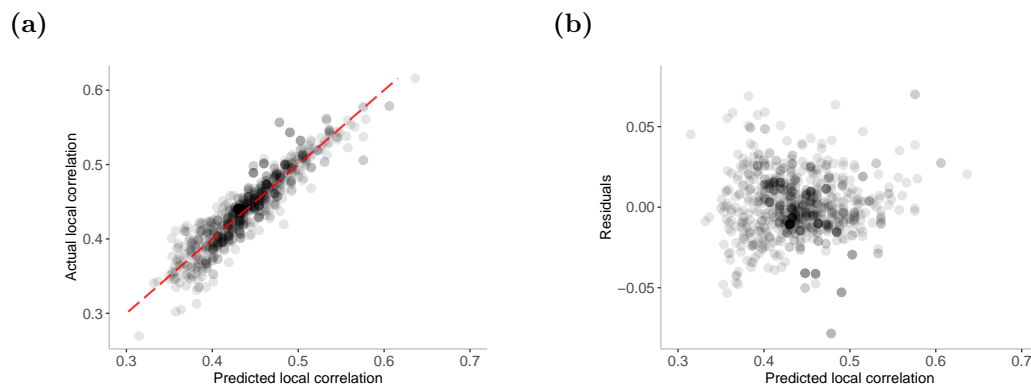 (a)
Actual local correlation
0.6
0.5
0.4
0.3
0.3 0.4 0.5 0.6 0.7
Predicted local correlation
(b)
Residuals
0.05
0.00
−0.05
0.3 0.4 0.5 0.6 0.7
Predicted local correlation